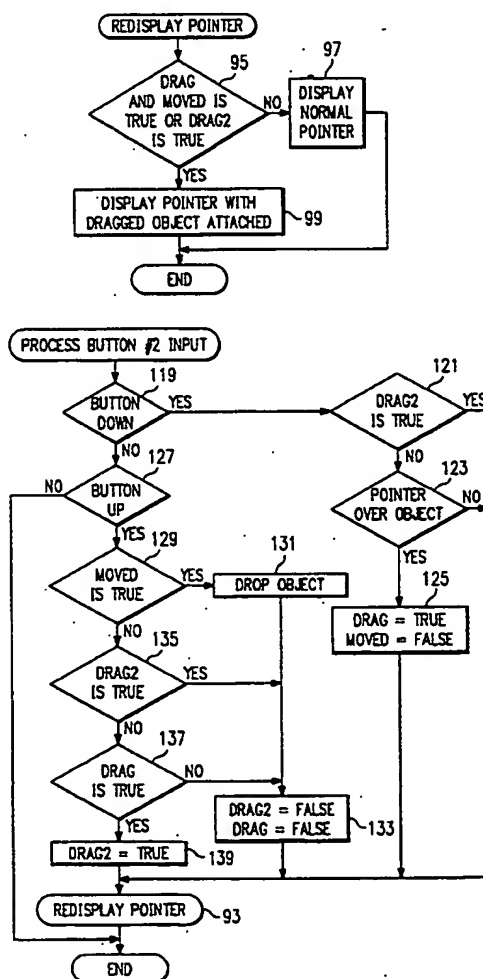 REDISPLAY POINTER
95
DRAG
AND MOVED IS
TRUE OR DRAG2
IS TRUE
NO
97
DISPLAY
NORMAL
POINTER
YES
DISPLAY POINTER WITH
DRAGGED OBJECT ATTACHED
99
END
PROCESS BUTTON #2 INPUT
119
BUTTON
DOWN
YES
121
DRAG2
IS TRUE
YES
NO
NO
127
BUTTON
UP
NO
123
POINTER
OVER OBJECT
NO
YES
129
MOVED
IS TRUE
YES
131
DROP OBJECT
YES
125
DRAG = TRUE
MOVED = FALSE
NO
135
DRAG2
IS TRUE
YES
NO
137
DRAG
IS TRUE
NO
DRAG2 = FALSE
DRAG = FALSE
133
YES
DRAG2 = TRUE
139
REDISPLAY POINTER
93
END